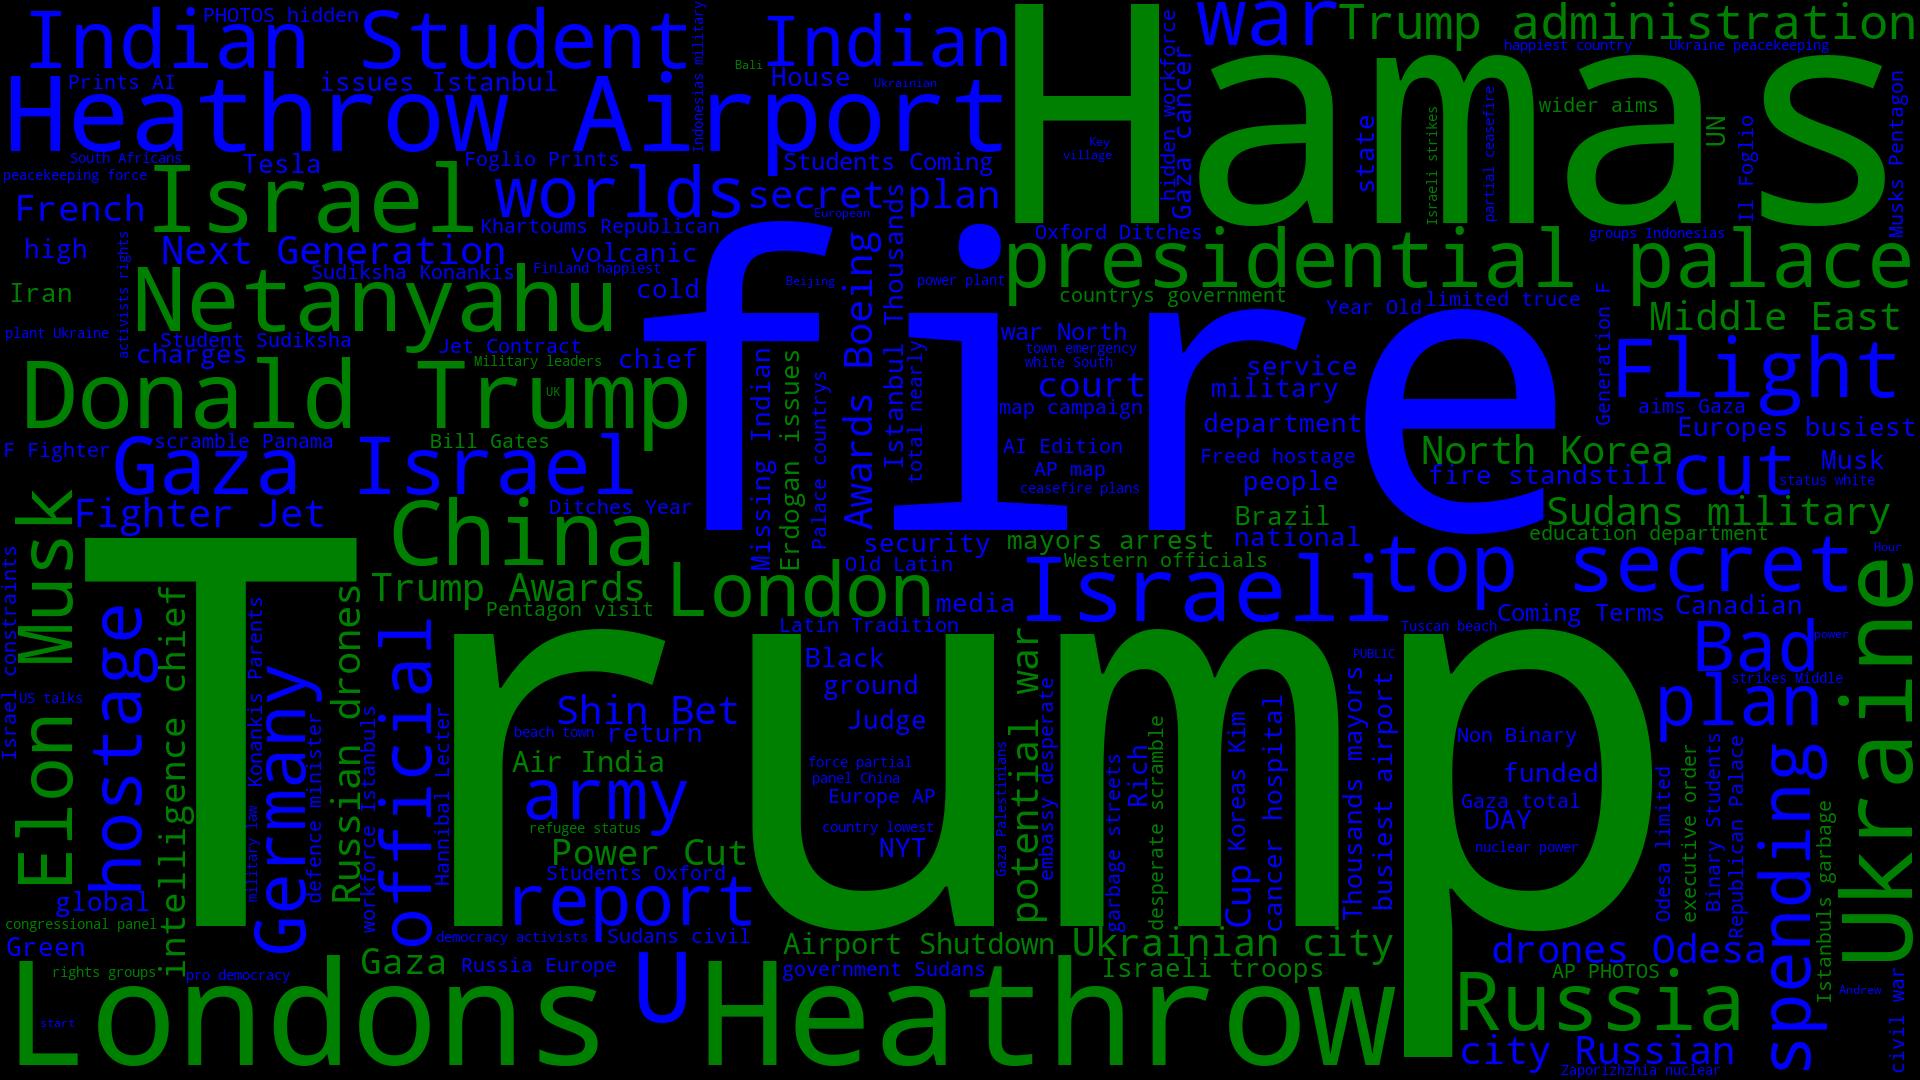 Indian Student
PHOTOS hidden
Indonesias military
Bali
Indian
House
Ukrainian
Hamas
hidden workforce
Gaza cancer
war
Trump administration
happiest country
Ukraine peacekeeping
Heathrow Airport
Prints AI
issues Istanbul
Key
village
state
Israeli strikes
partial ceasefire
wider aims
UN
Il Foglio
Musks Pentagon
South Africans
peacekeeping force
Tesla
Foglio Prints
Students Coming
French
Israel
worlds
secret plan
Khartoums Republican
European
Oxford Ditches
groups Indonesias
high
activists rights
Next Generation
volcanic
presidential palace
Iran
Netanyahu
Sudiksha Konankis
Finland happiest
cold
fire
Beijing
power plant
countrys government
Year Old
limited truce
Generation F
Middle East
plant Ukraine
Student Sudiksha
charges
Jet Contract
Military leaders
chief
Missing Indian
Erdogan issues
Palace countrys
Awards Boeing
Istanbul Thousands
total nearly
war North
town emergency
white South
court
map campaign
service
military
department
Flight
aims Gaza
Europes busiest
Donald Trump
UK
F Fighter
scramble Panama
Bill Gates
Gaza Israel
AI Edition
AP map
ceasefire plans
Freed hostage
people
North Korea
fire standstill
cut
Musk
status white
Fighter Jet
China
Ditches Year
Brazil
national
Sudans military
education department
security
Old Latin
mayors arrest
Western officials
Elon Musk
Israel constraints
US talks
hostage
Trump
Trump Awards
Pentagon visit
London
media
Israeli
top secret
Hour
Coming Terms
Canadian
Latin Tradition
Tuscan beach
Bad
power
strikes Middle
plan
Ukraine
intelligence chief
military law
Konankis Parents
Germany
defence minister
Russian drones
workforce Istanbuls
official
Hannibal Lecter
Shin Bet
beach town
return
Air India
army
refugee status
Power Cut
Students Oxford
report
Black
ground
Judge
force partial
panel China
Europe AP
country lowest
NYT
Gaza Palestinians
potential war
embassy desperate
garbage streets
Rich
desperate scramble
Cup
Koreas Kim
cancer hospital
PUBLIC
Thousands mayors
busiest airport
Non Binary
funded
Gaza total
DAY
nuclear power
Odesa limited
executive order
Binary Students
Republican Palace
spending
Istanbuls garbage
global
congressional panel
Green
rights groups
pro democracy
democracy activists
Sudans civil
Gaza
Russia Europe
U
Airport Shutdown
government Sudans
Ukrainian city
Israeli troops
drones Odesa
AP PHOTOS
Andrew
civil war
Londons Heathrow
start
Russia
city Russian
Zaporizhzhia nuclear